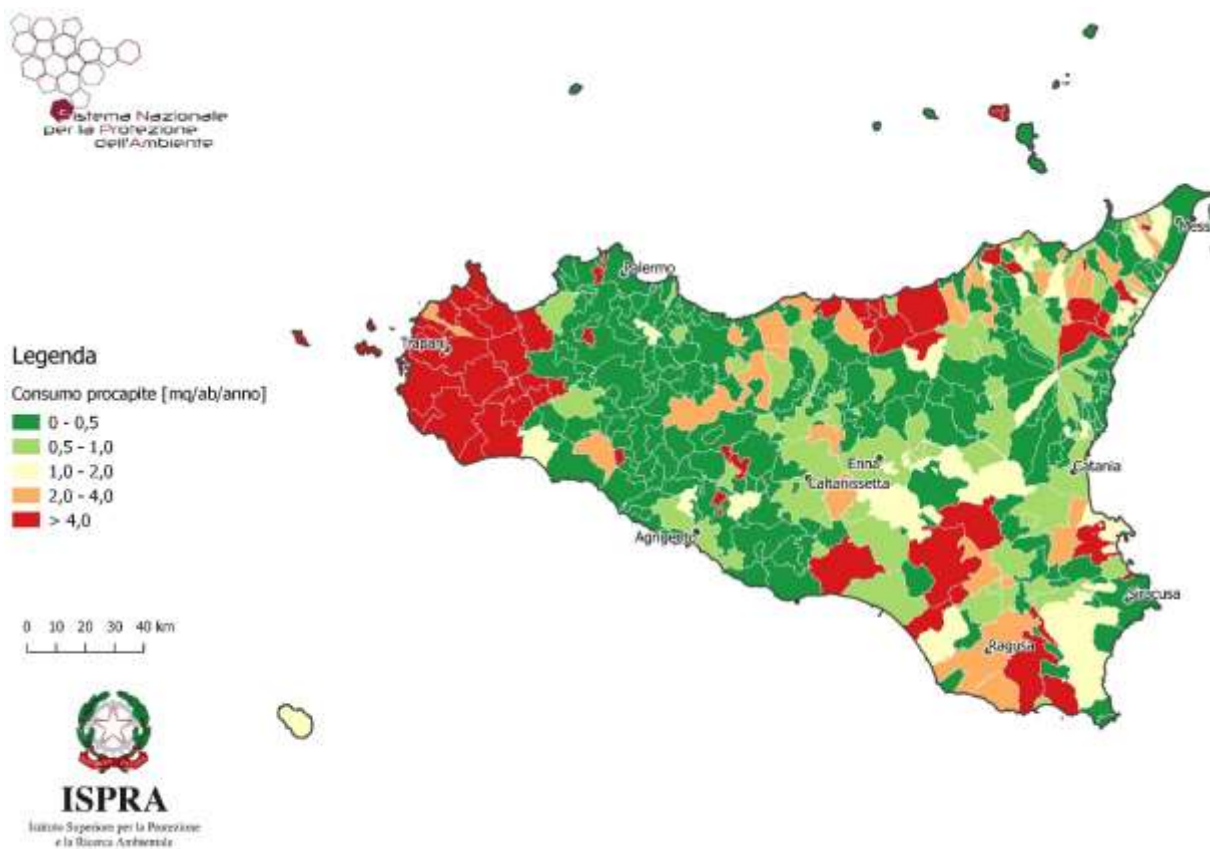 Sistema Nazionale
per la Protezione
dell'Ambiente
Palermo
Mess
Trapani
Legenda
Consumo procapite [mq/ab/anno]
0 - 0,5
0,5 - 1,0
1,0 - 2,0
2,0 - 4,0
> 4,0
Enna
Catania
Caltanissetta
Agrigento
Siracusa
0 10 20 30 40 km
Ragusa
ISPRA
Istituto Superiore per la Protezione
e la Ricerca Ambientale